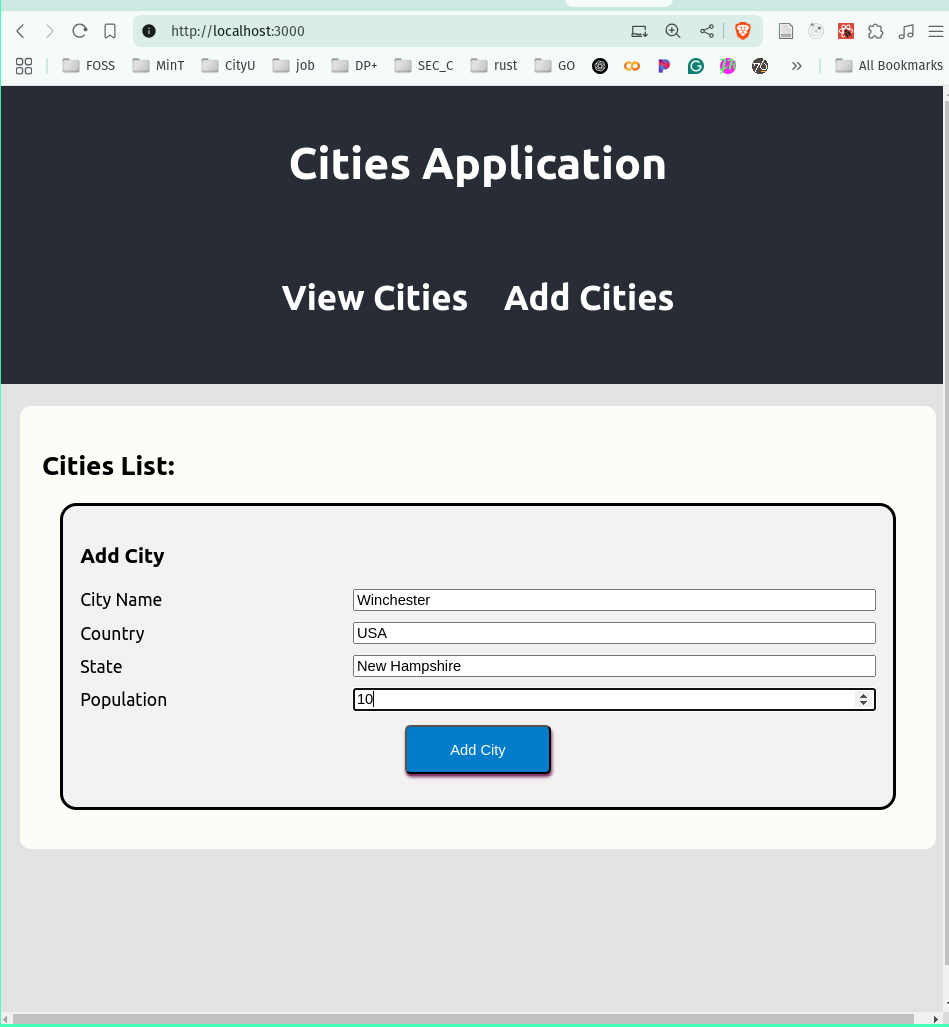 http://localhost:3000
FOSS MinT CityU job DP+ SEC_C rust GO All Bookmarks
Cities Application
View Cities Add Cities
Cities List:
Add City
City Name Winchester
Country USA
State New Hampshire
Population 10
Add City